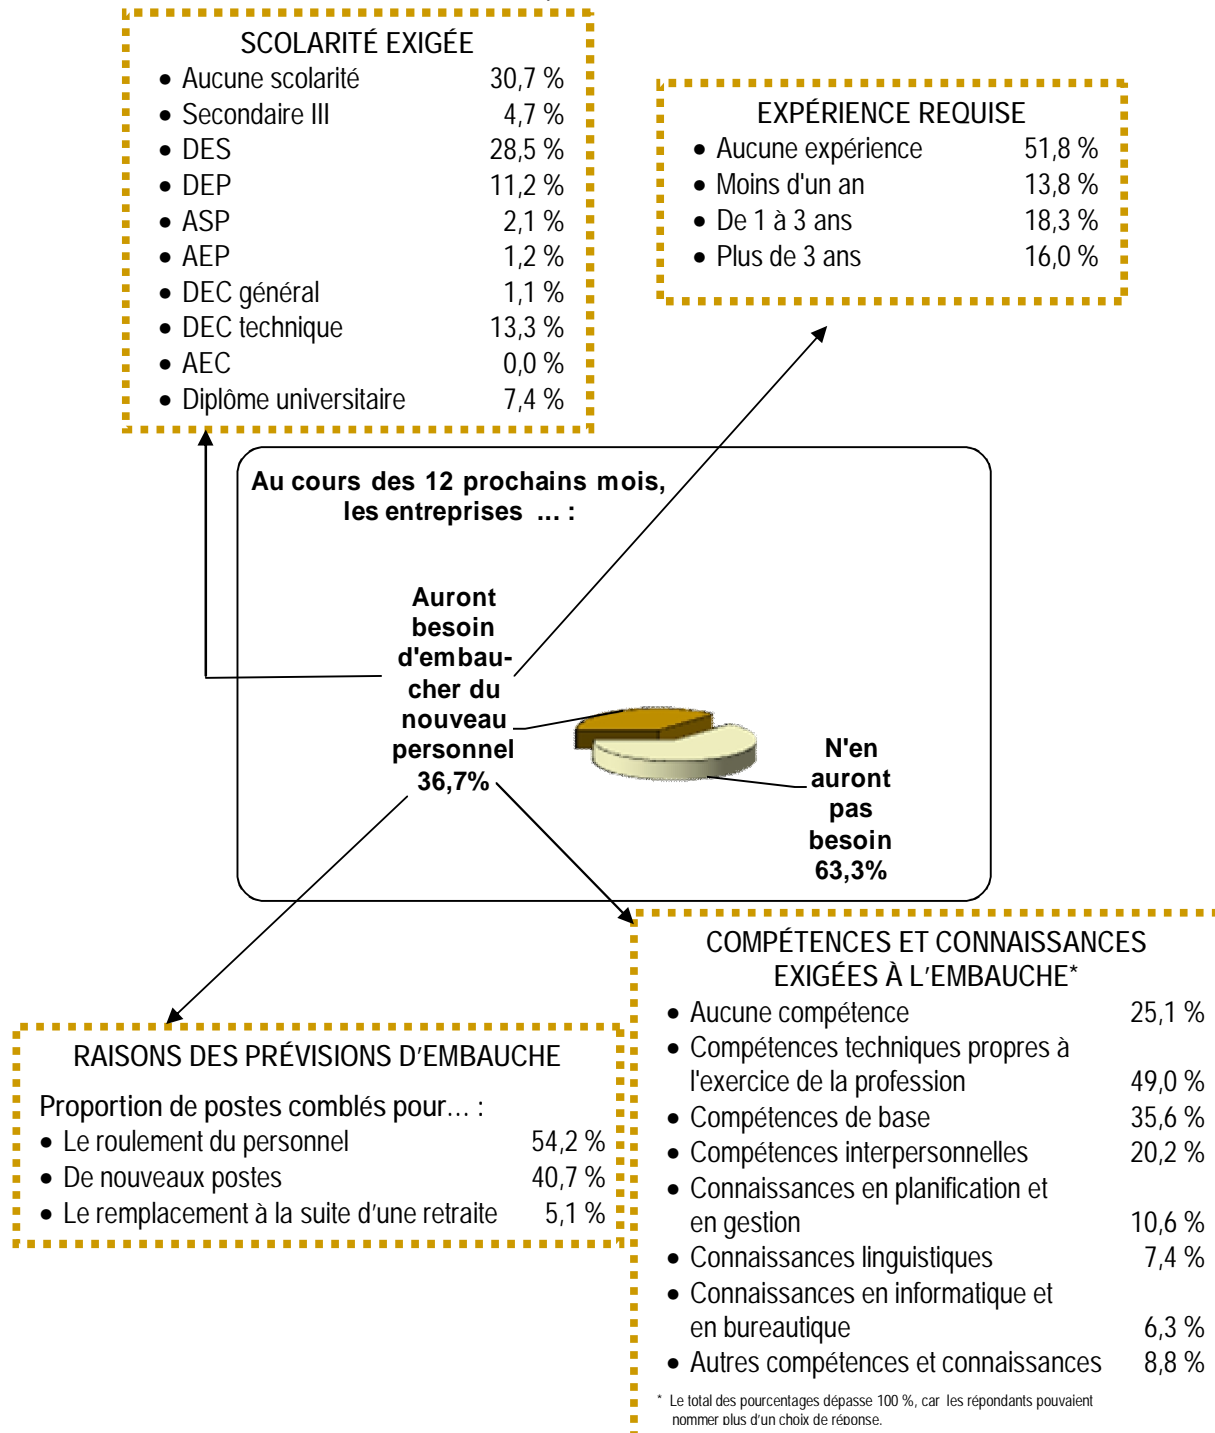 SCOLARITÉ EXIGÉE
• Aucune scolarité 30,7 %
• Secondaire III 4,7 %
• DES 28,5 %
• DEP 11,2 %
• ASP 2,1 %
• AEP 1,2 %
• DEC général 1,1 %
• DEC technique 13,3 %
• AEC 0,0 %
• Diplôme universitaire 7,4 %
EXPÉRIENCE REQUISE
• Aucune expérience 51,8 %
• Moins d'un an 13,8 %
• De 1 à 3 ans 18,3 %
• Plus de 3 ans 16,0 %
Au cours des 12 prochains mois,
les entreprises ... :
Auront
besoin
d'embau-
cher du
nouveau
personnel
36,7%
N'en
auront
pas
besoin
63,3%
RAISONS DES PRÉVISIONS D'EMBAUCHE
Proportion de postes comblés pour... :
• Le roulement du personnel 54,2 %
• De nouveaux postes 40,7 %
• Le remplacement à la suite d'une retraite 5,1 %
COMPÉTENCES ET CONNAISSANCES
EXIGÉES À L'EMBAUCHE*
• Aucune compétence 25,1 %
• Compétences techniques propres à
l'exercice de la profession 49,0 %
• Compétences de base 35,6 %
• Compétences interpersonnelles 20,2 %
• Connaissances en planification et
en gestion 10,6 %
• Connaissances linguistiques 7,4 %
• Connaissances en informatique et
en bureautique 6,3 %
• Autres compétences et connaissances 8,8 %
* Le total des pourcentages dépasse 100 %, car les répondants pouvaient
nommer plus d'un choix de réponse.